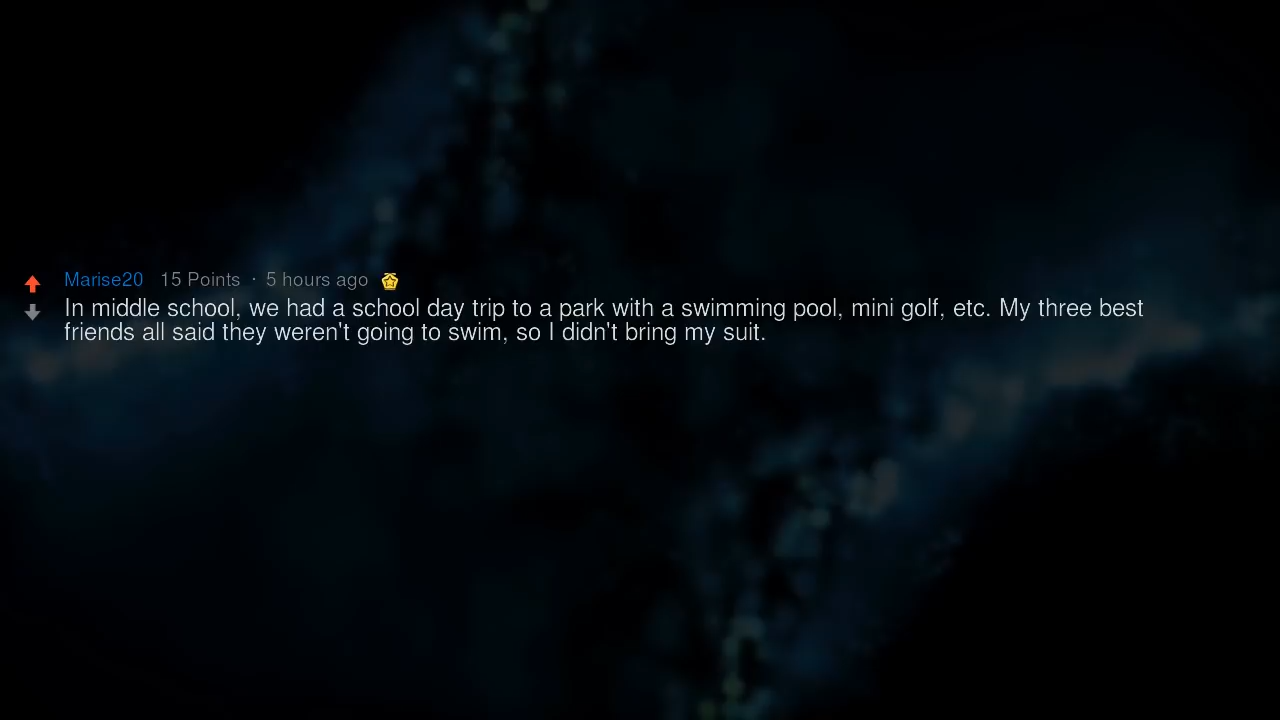 Marise20 15 Points · 5 hours ago
In middle school, we had a school day trip to a park with a swimming pool, mini golf, etc. My three best
friends all said they weren't going to swim, so I didn't bring my suit.